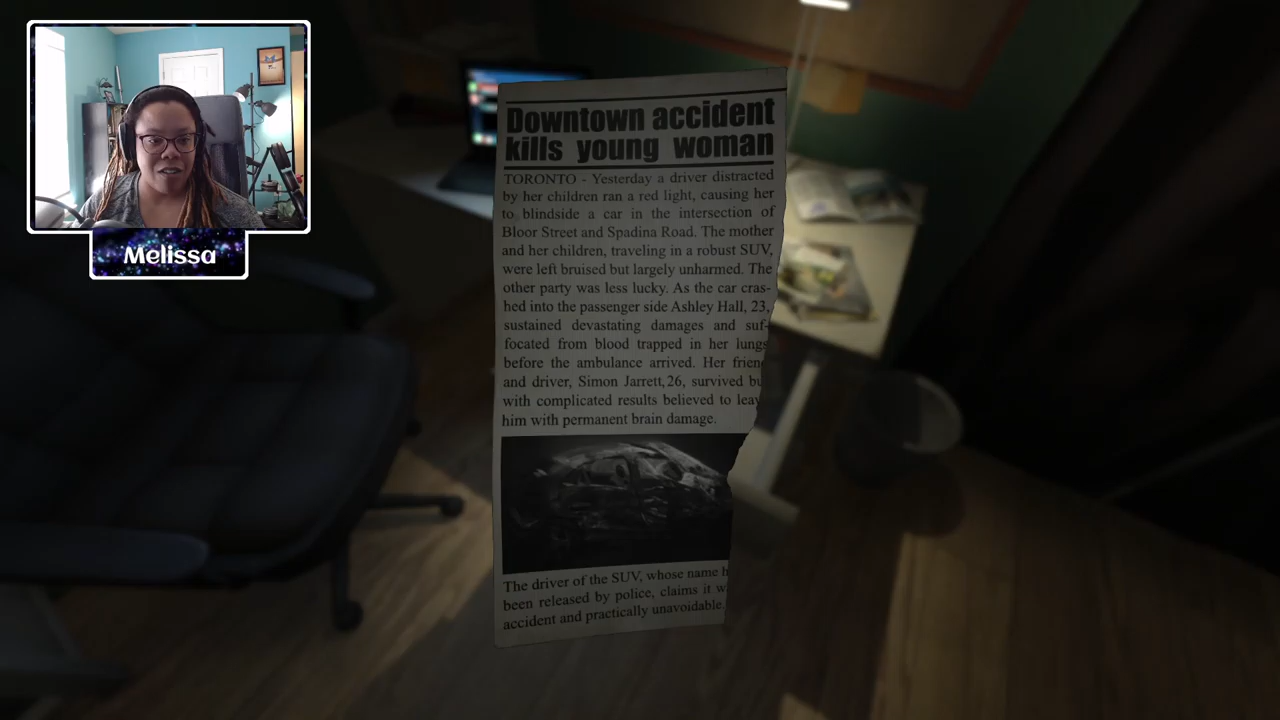 Melissa
Downtown accident
kills young woman
TORONTO - Yesterday a driver distracted
by her children ran a red light, causing her
to blindside a car in the intersection of
Bloor Street and Spadina Road. The mother
and her children, traveling in a robust SUV,
were left bruised but largely unharmed. The
other party was less lucky. As the car cras-
hed into the passenger side Ashley Hall, 23,
sustained devastating damages and suf-
focated from blood trapped in her lungs
before the ambulance arrived. Her frien
and driver, Simon Jarrett, 26, survived bu
with complicated results believed to leav
him with permanent brain damage.
The driver of the SUV, whose name h
been released by police, claims it w
accident and practically unavoidable.